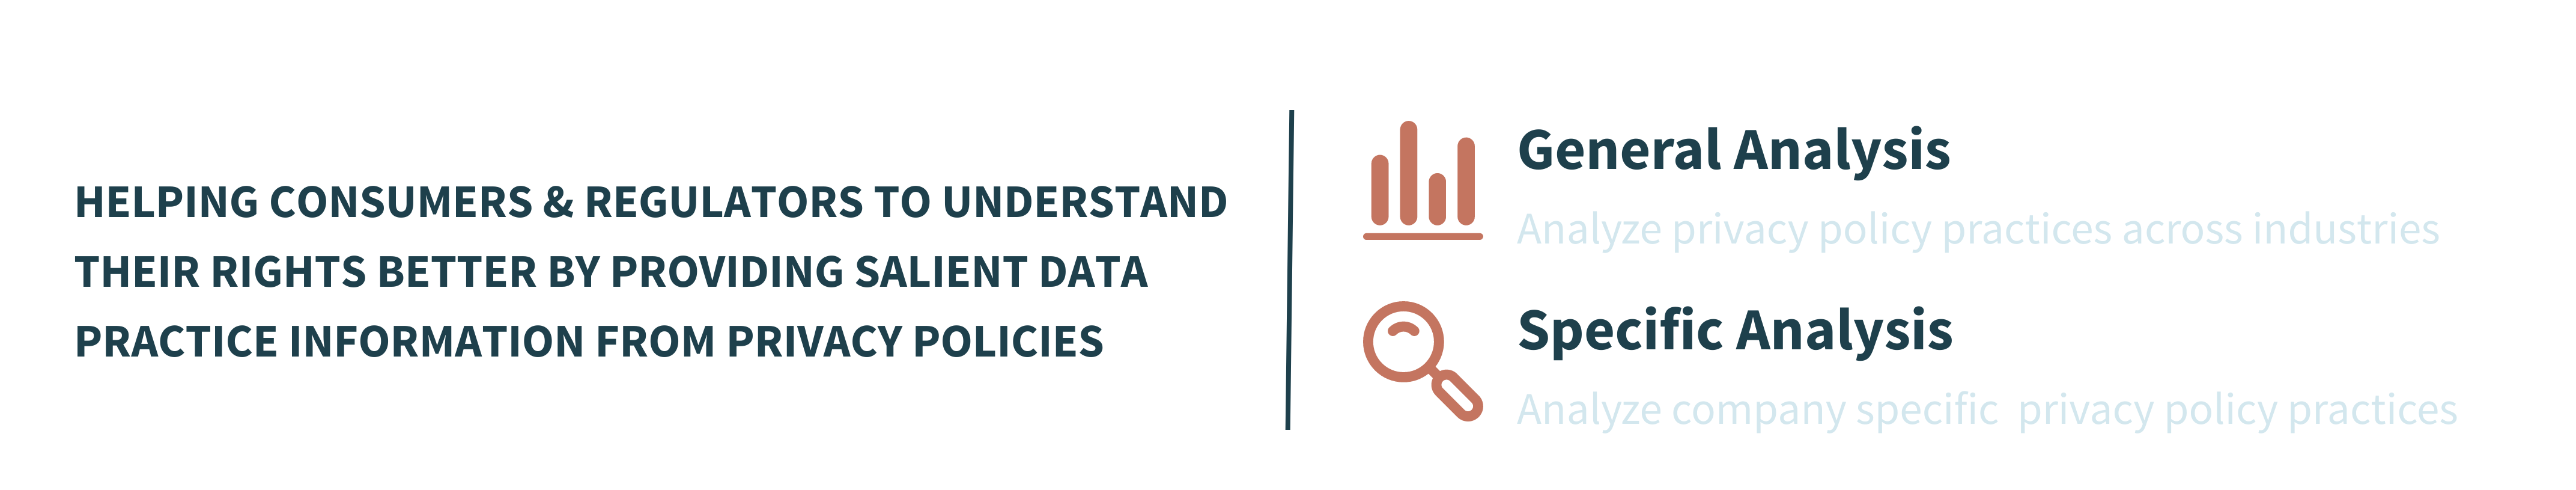 HELPING CONSUMERS & REGULATORS TO UNDERSTAND
THEIR RIGHTS BETTER BY PROVIDING SALIENT DATA
PRACTICE INFORMATION FROM PRIVACY POLICIES
General Analysis
Analyze privacy policy practices across industries
Specific Analysis
Analyze company specific  privacy policy practices